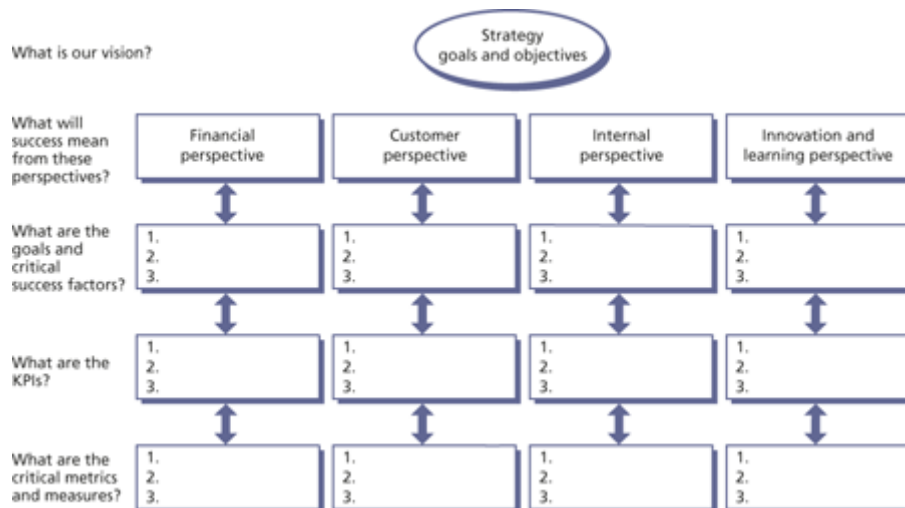 What is our vision?
Strategy
goals and objectives
What will
success mean
from these
perspectives?
Financial
perspective
Customer
perspective
Internal
perspective
Innovation and
learning perspective
What are the
goals and
critical
success factors?
1.
2.
3.
1.
2.
3.
1.
2.
3.
1.
2.
3.
What are the
KPIs?
1.
2.
3.
1.
2.
3.
1.
2.
3.
1.
2.
3.
What are the
critical metrics
and measures?
1.
2.
3.
1.
2.
3.
1.
2.
3.
1.
2.
3.